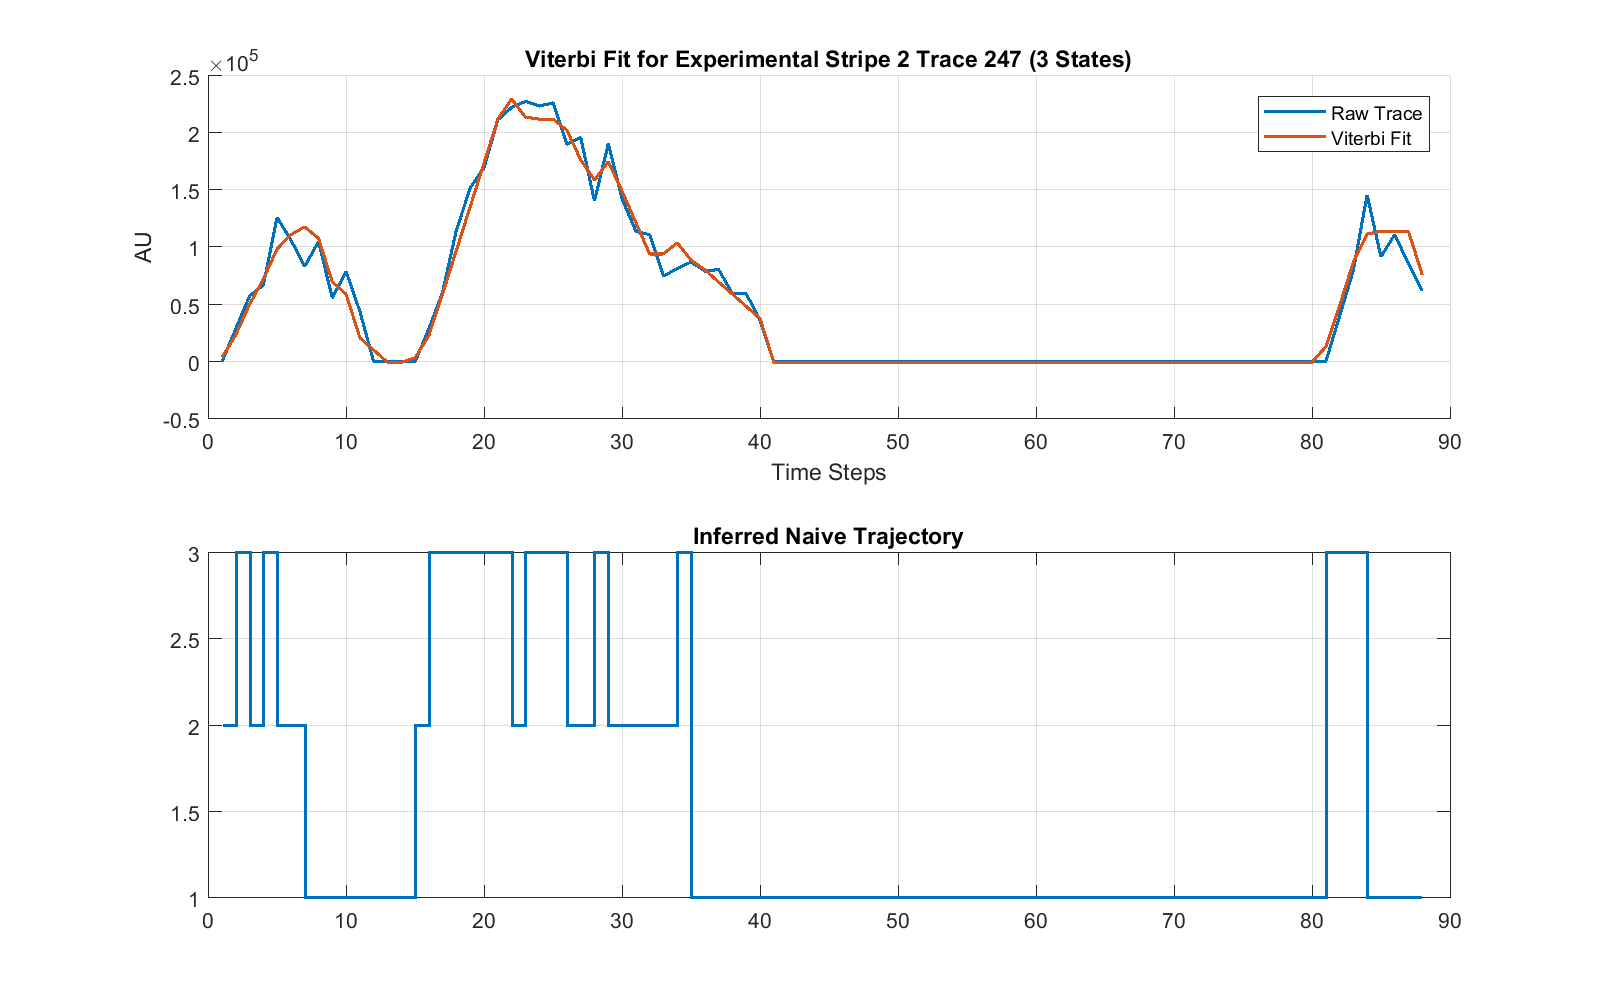 Viterbi Fit for Experimental Stripe 2 Trace 247 (3 States)
×10^5
2.5
2
1.5
1
0.5
0
-0.5
AU
Raw Trace
Viterbi Fit
0 10 20 30 40 50 60 70 80 90
Time Steps
Inferred Naive Trajectory
3
2.5
2
1.5
1
0 10 20 30 40 50 60 70 80 90